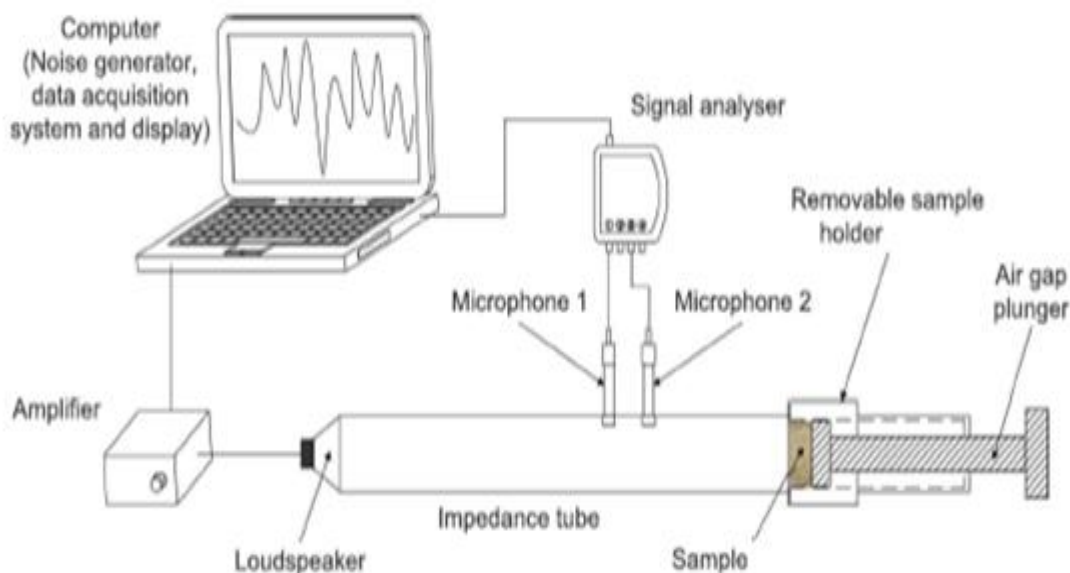 Computer
(Noise generator,
data acquisition
system and display)
Signal analyser
Removable sample
holder
Air gap
plunger
Microphone 1
Microphone 2
Amplifier
Impedance tube
Loudspeaker
Sample